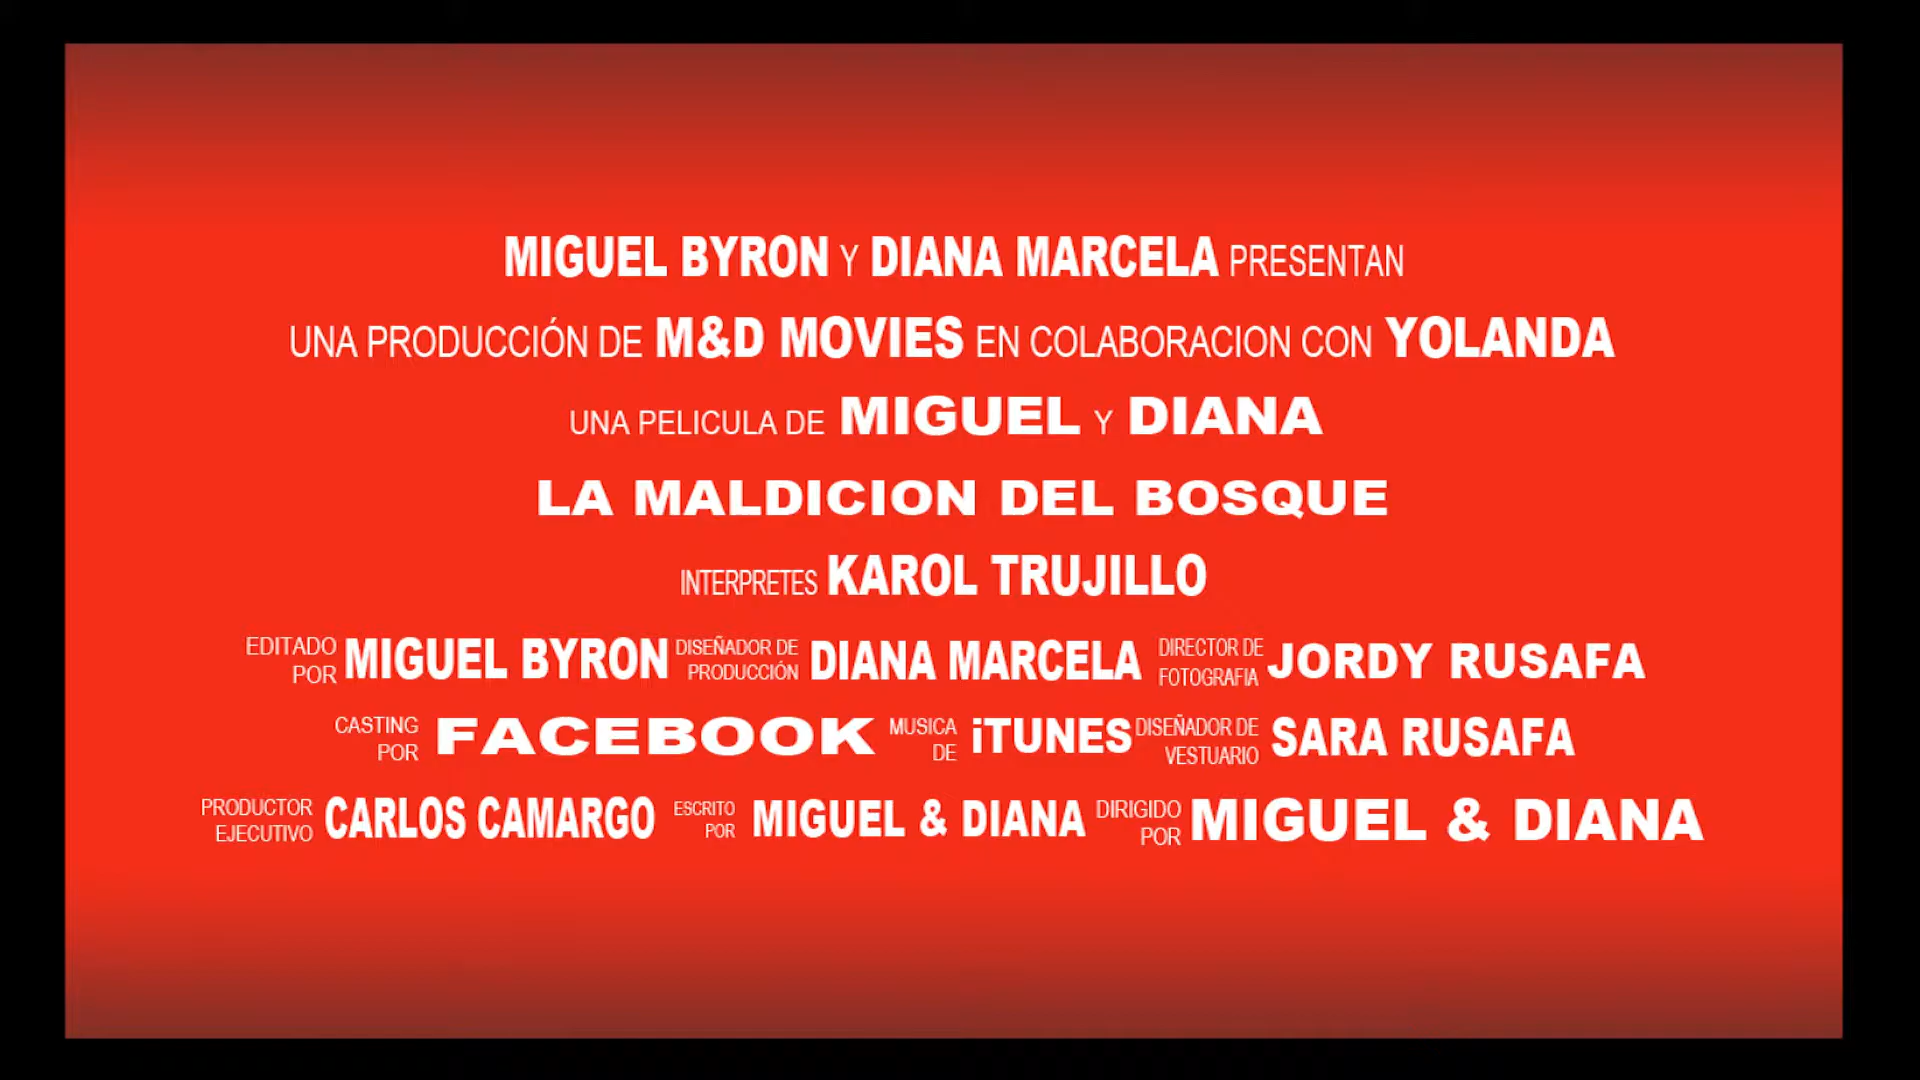 MIGUEL BYRON Y DIANA MARCELA PRESENTAN
UNA PRODUCCIÓN DE M&D MOVIES EN COLABORACION CON YOLANDA
UNA PELICULA DE MIGUEL Y DIANA
LA MALDICION DEL BOSQUE
INTERPRETES KAROL TRUJILLO
EDITADO POR MIGUEL BYRON DISEÑADOR DE PRODUCCIÓN DIANA MARCELA DIRECTOR DE FOTOGRAFIA JORDY RUSAFA
CASTING POR FACEBOOK MUSICA DE iTUNES DISEÑADOR DE VESTUARIO SARA RUSAFA
PRODUCTOR EJECUTIVO CARLOS CAMARGO ESCRITO POR MIGUEL & DIANA DIRIGIDO POR MIGUEL & DIANA